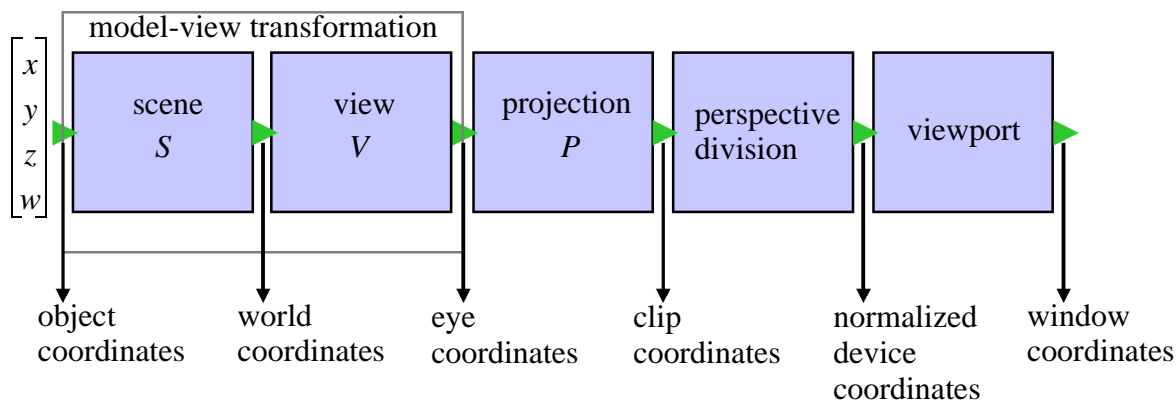 model-view transformation
x
y
z
w
scene
S
view
V
projection
P
perspective
division
viewport
object
coordinates
world
coordinates
eye
coordinates
clip
coordinates
normalized
device
coordinates
window
coordinates